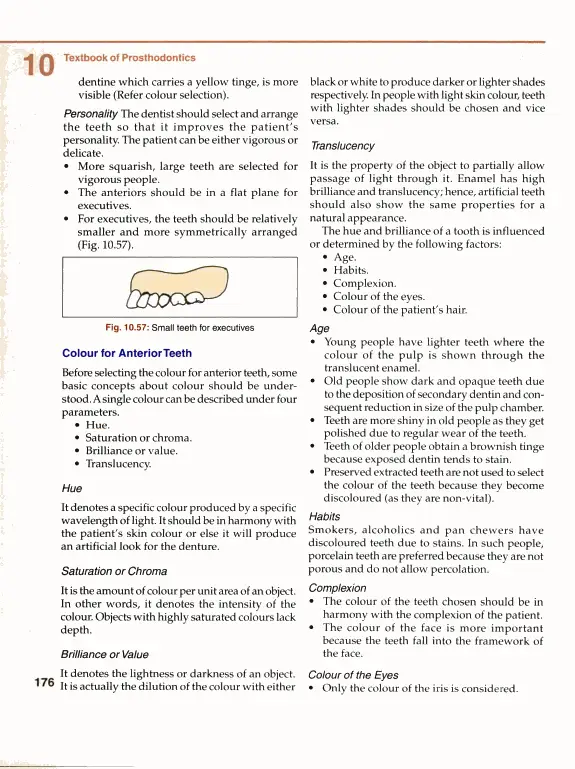 10
Textbook of Prosthodontics
dentine which carries a yellow tinge, is more
visible (Refer colour selection).
Personality The dentist should select and arrange
the teeth so that it improves the patient's
personality. The patient can be either vigorous or
delicate.
• More squarish, large teeth are selected for
vigorous people.
• The anteriors should be in a flat plane for
executives.
• For executives, the teeth should be relatively
smaller and more symmetrically arranged
(Fig. 10.57).
Fig. 10.57: Small teeth for executives
Colour for Anterior Teeth
Before selecting the colour for anterior teeth, some
basic concepts about colour should be under-
stood. A single colour can be described under four
parameters.
• Hue.
• Saturation or chroma.
• Brilliance or value.
• Translucency.
Hue
It denotes a specific colour produced by a specific
wavelength of light. It should be in harmony with
the patient's skin colour or else it will produce
an artificial look for the denture.
Saturation or Chroma
It is the amount of colour per unit area of an object.
In other words, it denotes the intensity of the
colour. Objects with highly saturated colours lack
depth.
Brilliance or Value
It denotes the lightness or darkness of an object.
It is actually the dilution of the colour with either
176
black or white to produce darker or lighter shades
respectively. In people with light skin colour, teeth
with lighter shades should be chosen and vice
versa.
Translucency
It is the property of the object to partially allow
passage of light through it. Enamel has high
brilliance and translucency; hence, artificial teeth
should also show the same properties for a
natural appearance.
The hue and brilliance of a tooth is influenced
or determined by the following factors:
• Age.
• Habits.
• Complexion.
• Colour of the eyes.
• Colour of the patient's hair.
Age
• Young people have lighter teeth where the
colour of the pulp is shown through the
translucent enamel.
• Old people show dark and opaque teeth due
to the deposition of secondary dentin and con-
sequent reduction in size of the pulp chamber.
• Teeth are more shiny in old people as they get
polished due to regular wear of the teeth.
• Teeth of older people obtain a brownish tinge
because exposed dentin tends to stain.
• Preserved extracted teeth are not used to select
the colour of the teeth because they become
discoloured (as they are non-vital).
Habits
Smokers, alcoholics and pan chewers have
discoloured teeth due to stains. In such people,
porcelain teeth are preferred because they are not
porous and do not allow percolation.
Complexion
• The colour of the teeth chosen should be in
harmony with the complexion of the patient.
• The colour of the face is more important
because the teeth fall into the framework of
the face.
Colour of the Eyes
• Only the colour of the iris is considered.